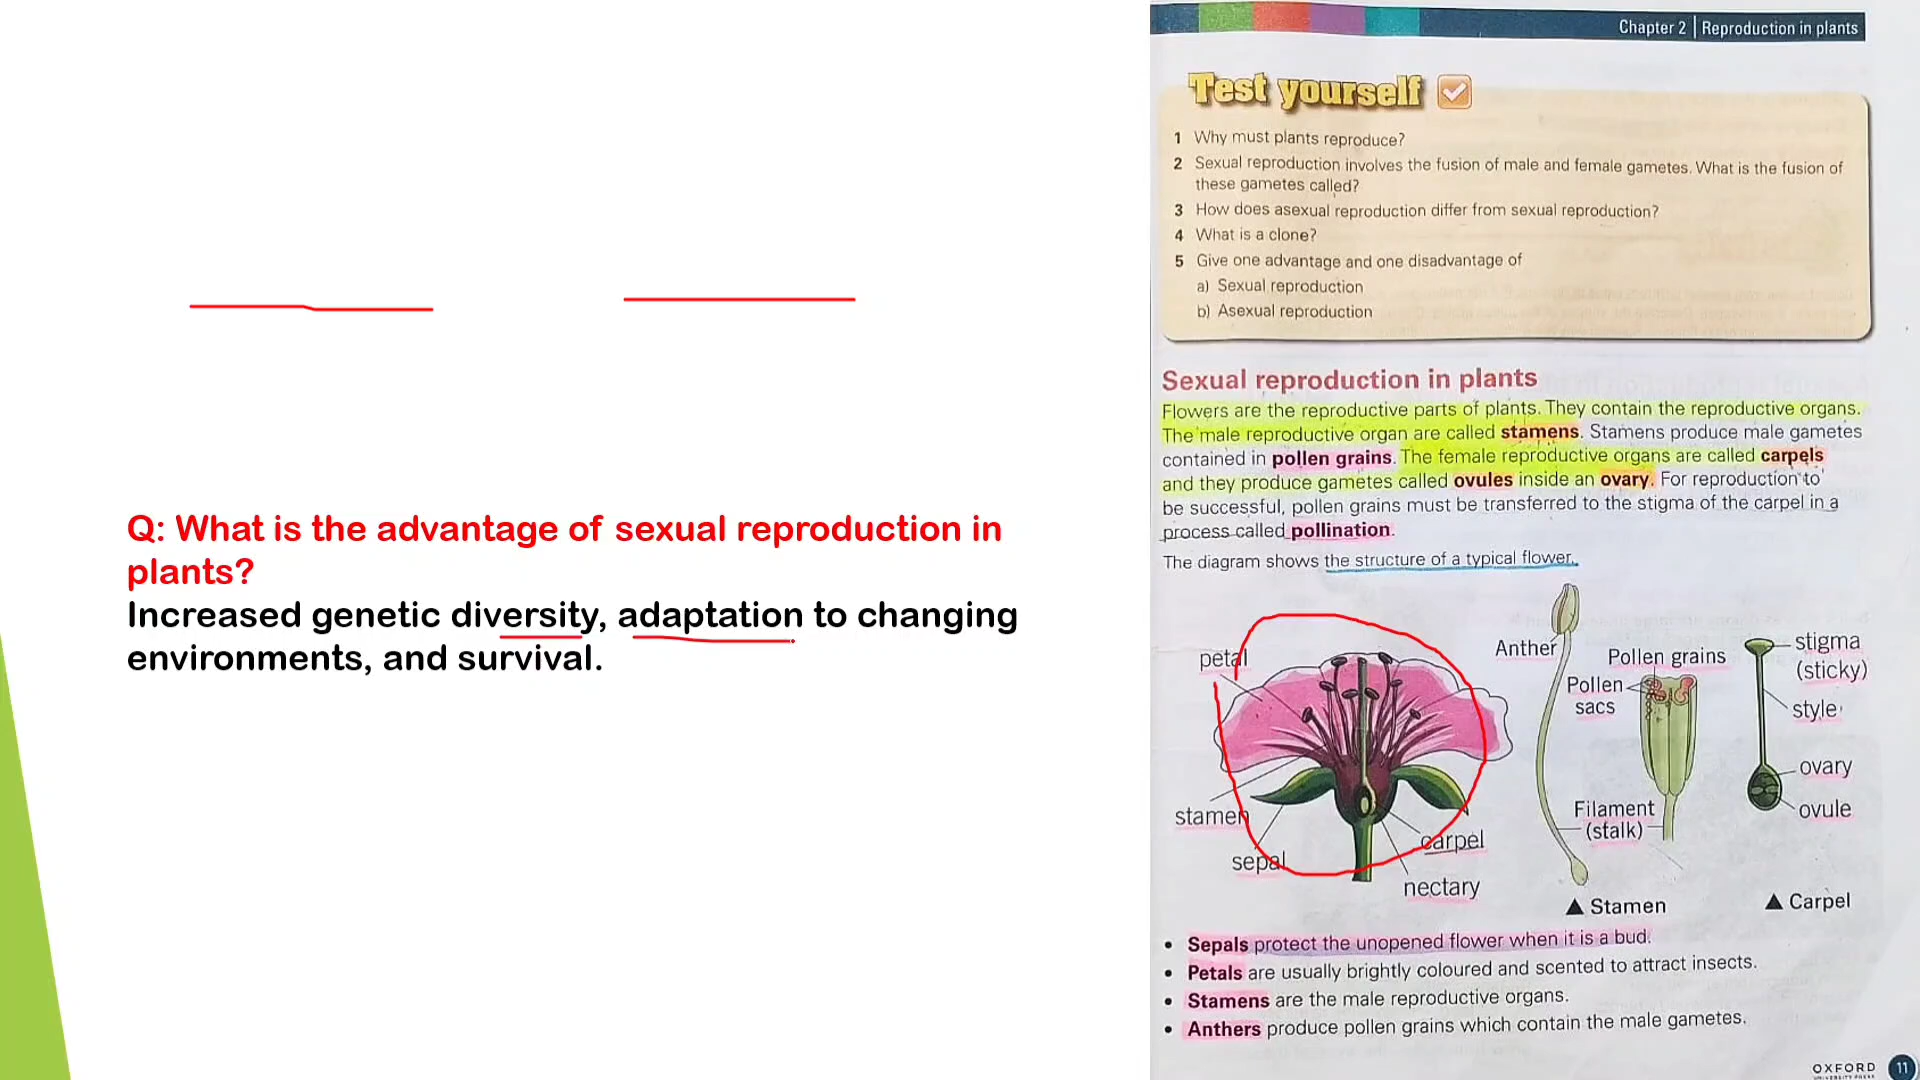 Q: What is the advantage of sexual reproduction in
plants?
Increased genetic diversity, adaptation to changing
environments, and survival.
Chapter 2 | Reproduction in plants
Test yourself
1 Why must plants reproduce?
2 Sexual reproduction involves the fusion of male and female gametes. What is the fusion of
these gametes called?
3 How does asexual reproduction differ from sexual reproduction?
4 What is a clone?
5 Give one advantage and one disadvantage of
a) Sexual reproduction
b) Asexual reproduction
Sexual reproduction in plants
Flowers are the reproductive parts of plants. They contain the reproductive organs.
The male reproductive organ are called stamens. Stamens produce male gametes
contained in pollen grains. The female reproductive organs are called carpels
and they produce gametes called ovules inside an ovary. For reproduction to
be successful, pollen grains must be transferred to the stigma of the carpel in a
process called pollination.
The diagram shows the structure of a typical flower.
petal
stamen
sepal
carpel
nectary
Anther
Pollen grains
Pollen
sacs
Filament
(stalk)
▲ Stamen
stigma
(sticky)
style
ovary
ovule
▲ Carpel
• Sepals protect the unopened flower when it is a bud.
• Petals are usually brightly coloured and scented to attract insects.
• Stamens are the male reproductive organs.
• Anthers produce pollen grains which contain the male gametes.
OXFORD
UNIVERSITY PRESS
11